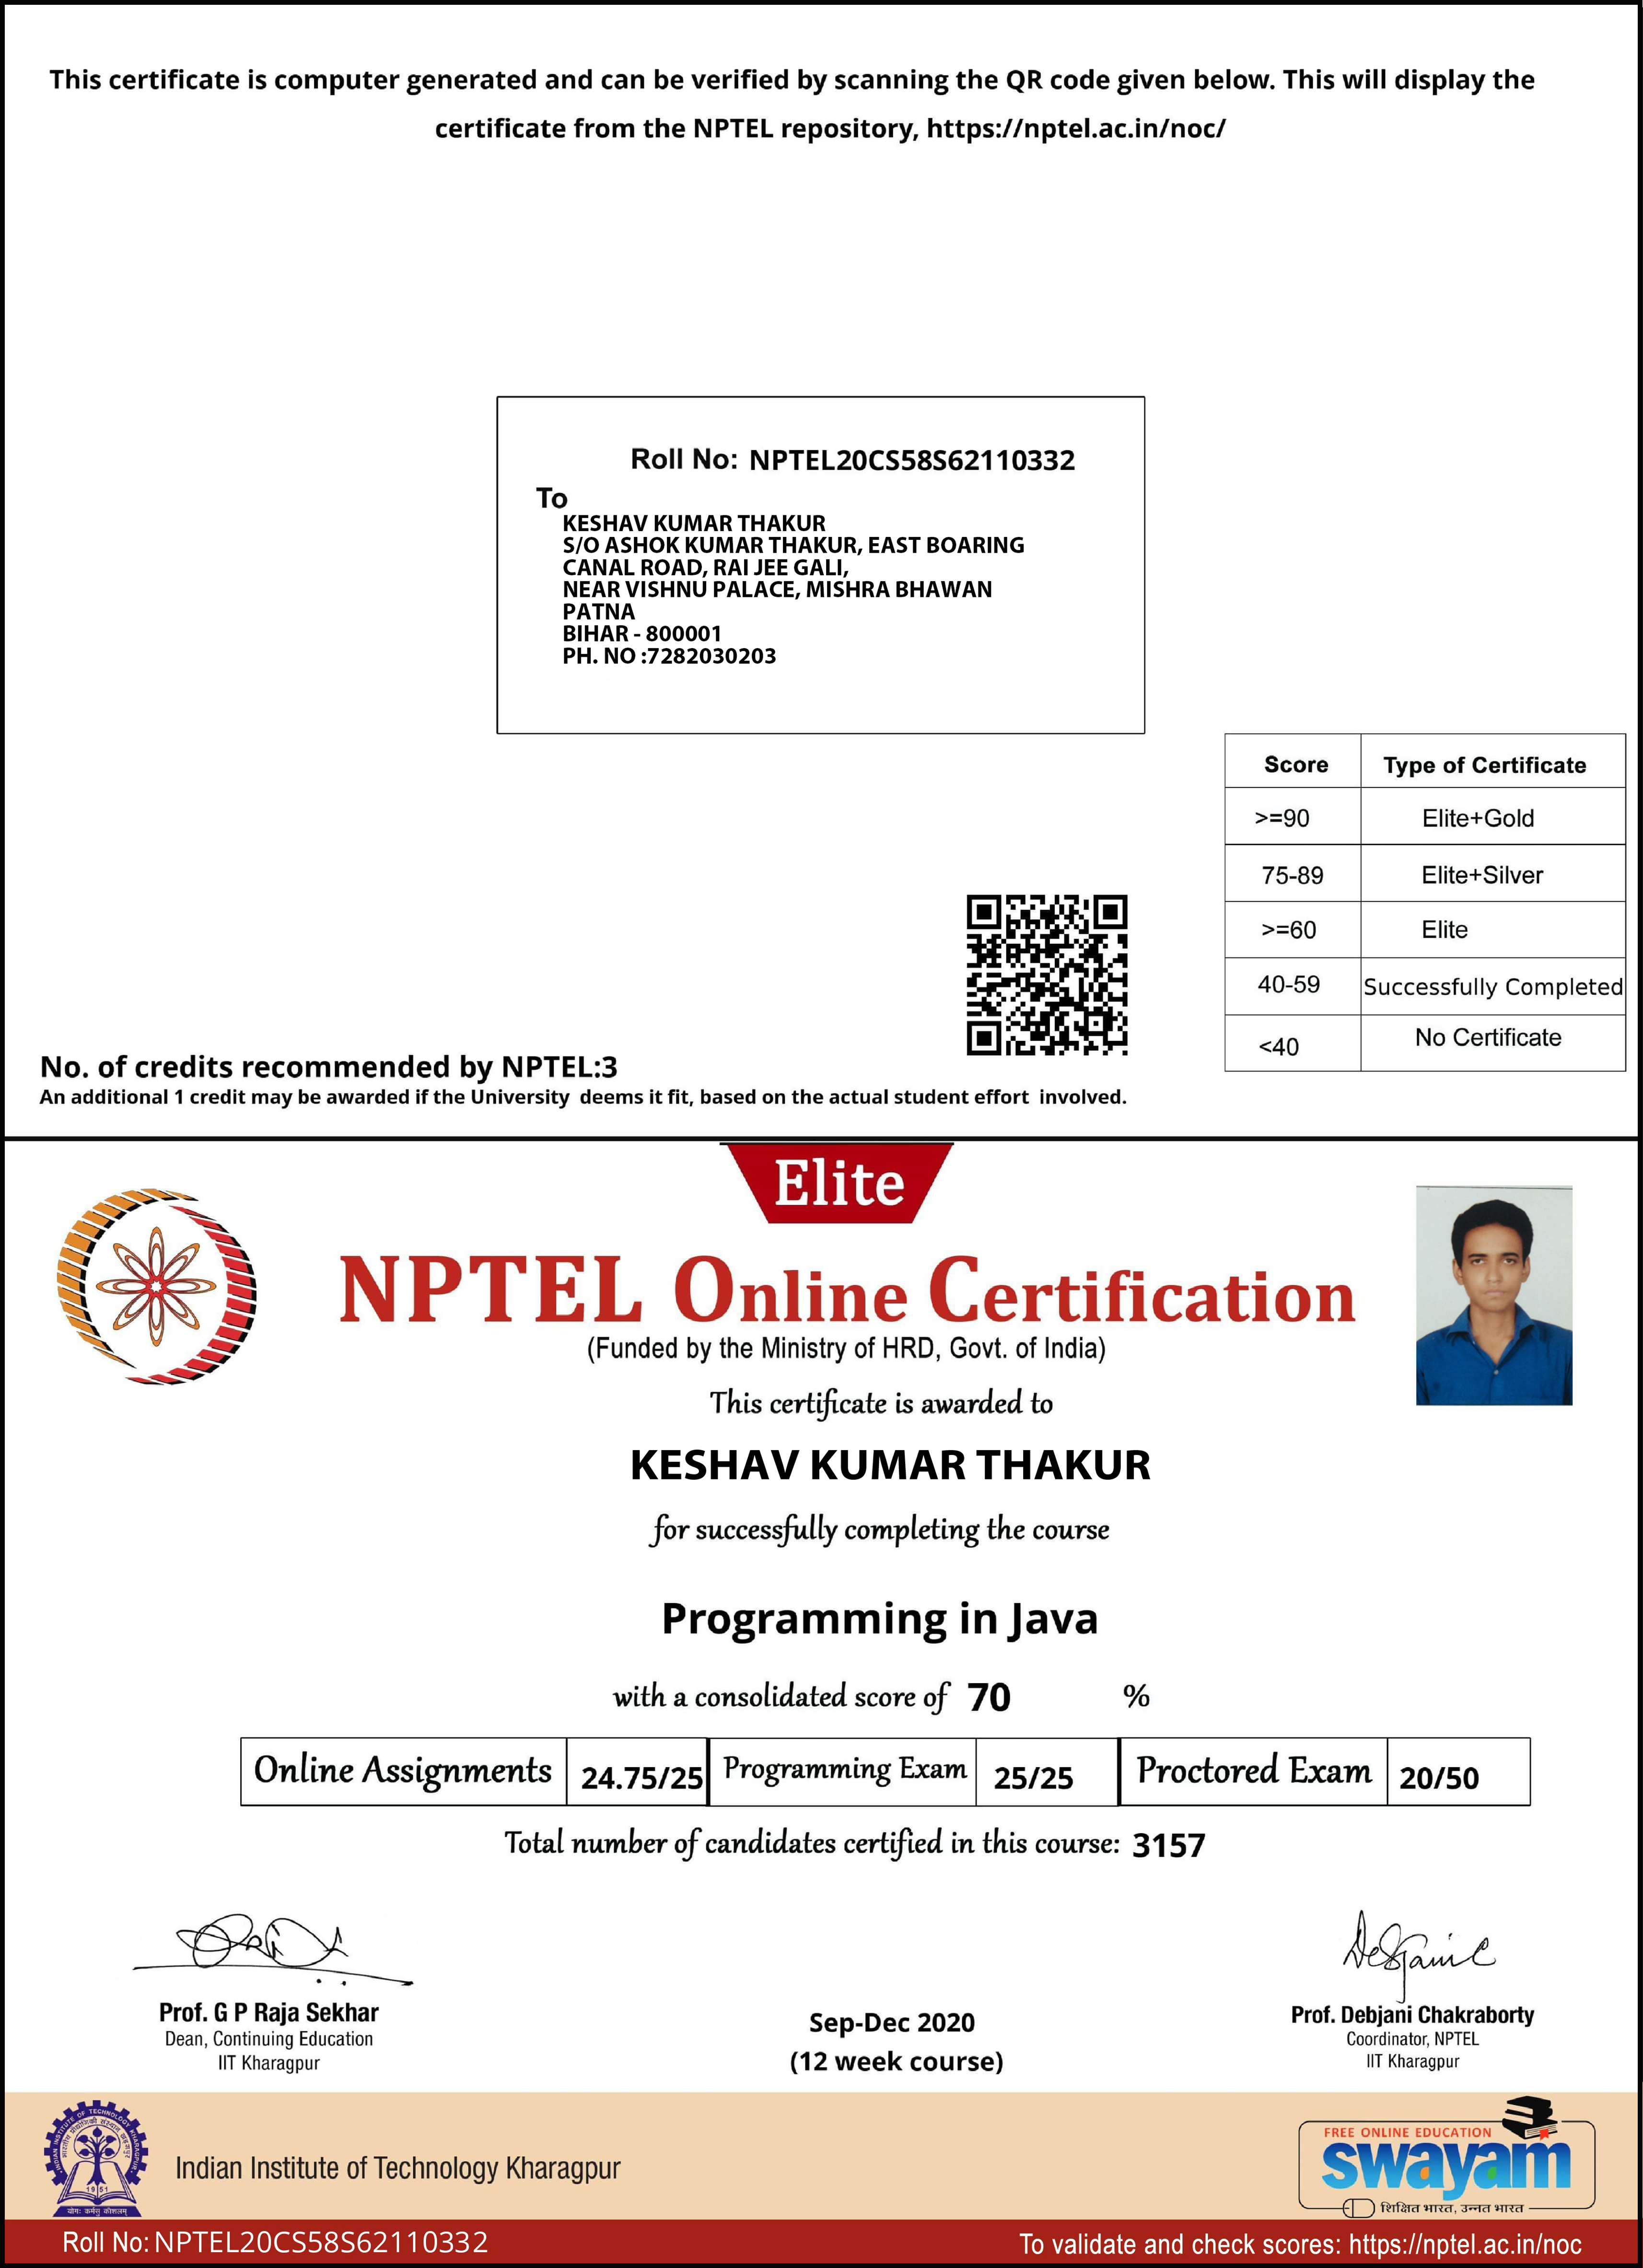 This certificate is computer generated and can be verified by scanning the QR code given below. This will display the
certificate from the NPTEL repository, https://nptel.ac.in/noc/
Roll No: NPTEL20CS58S62110332
To
KESHAV KUMAR THAKUR
S/O ASHOK KUMAR THAKUR, EAST BOARING
CANAL ROAD, RAI JEE GALI,
NEAR VISHNU PALACE, MISHRA BHAWAN
PATNA
BIHAR - 800001
PH. NO :7282030203
Score Type of Certificate
>=90 Elite+Gold
75-89 Elite+Silver
>=60 Elite
40-59 Successfully Completed
<40 No Certificate
No. of credits recommended by NPTEL:3
An additional 1 credit may be awarded if the University deems it fit, based on the actual student effort involved.
Elite
NPTEL Online Certification
(Funded by the Ministry of HRD, Govt. of India)
This certificate is awarded to
KESHAV KUMAR THAKUR
for successfully completing the course
Programming in Java
with a consolidated score of 70 %
Online Assignments 24.75/25 Programming Exam 25/25 Proctored Exam 20/50
Total number of candidates certified in this course: 3157
Prof. G P Raja Sekhar
Dean, Continuing Education
IIT Kharagpur
Sep-Dec 2020
(12 week course)
Prof. Debjani Chakraborty
Coordinator, NPTEL
IIT Kharagpur
INDIAN INSTITUTE OF TECHNOLOGY KHARAGPUR
1951
योगः कर्मसु कौशलम्
Indian Institute of Technology Kharagpur
FREE ONLINE EDUCATION
swayam
शिक्षित भारत, उन्नत भारत
Roll No: NPTEL20CS58S62110332
To validate and check scores: https://nptel.ac.in/noc